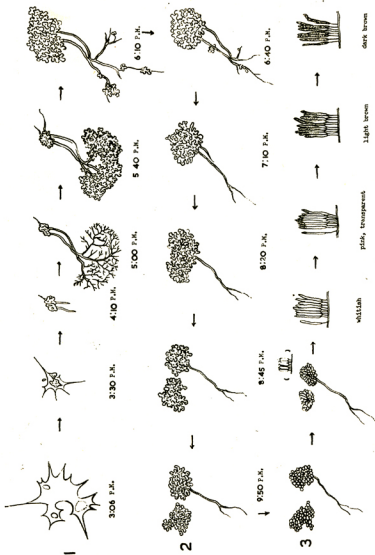 1
3:06 P.M.
3:30 P.M.
4:10 P.M.
5:00 P.M.
5 40 P.M.
6:10 P.M.
2
6:40 P.M.
7:10 P.M.
8:20 P.M.
8:45 P.M.
9:50 P.M.
3
whitish
pink, transparent
light brown
dark brown